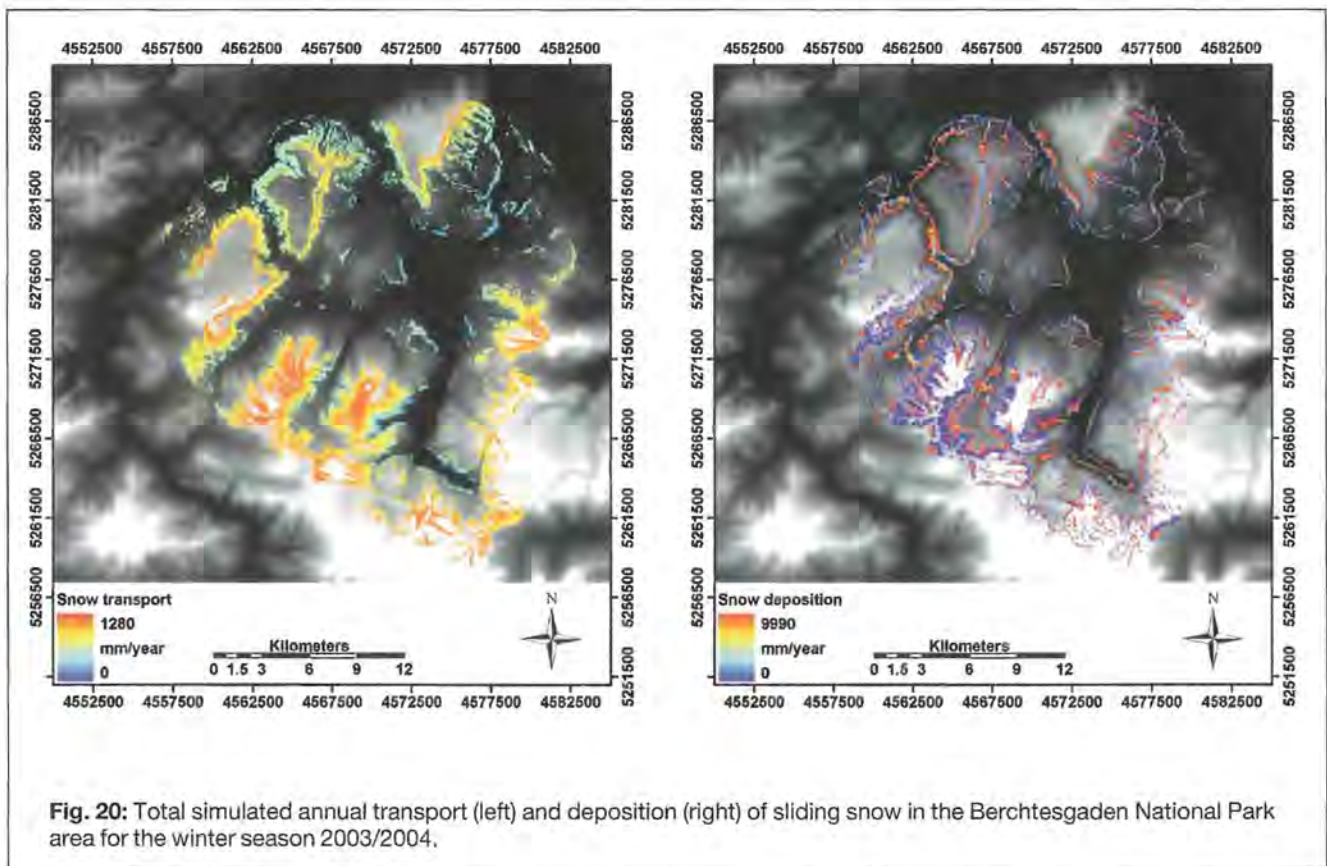 4552500 4557500 4562500 4567500 4572500 4577500 4582500
4552500 4557500 4562500 4567500 4572500 4577500 4582500
5286500
5281500
5276500
5271500
5266500
5261500
5256500
5251500
5286500
5281500
5276500
5271500
5266500
5261500
5256500
5251500
Snow transport
1280
mm/year
0
Kilometers
0 1.5 3 6 9 12
N
Snow deposition
9990
mm/year
0
Kilometers
0 1.5 3 6 9 12
N
4552500 4557500 4562500 4567500 4572500 4577500 4582500
4552500 4557500 4562500 4567500 4572500 4577500 4582500
Fig. 20: Total simulated annual transport (left) and deposition (right) of sliding snow in the Berchtesgaden National Park
area for the winter season 2003/2004.